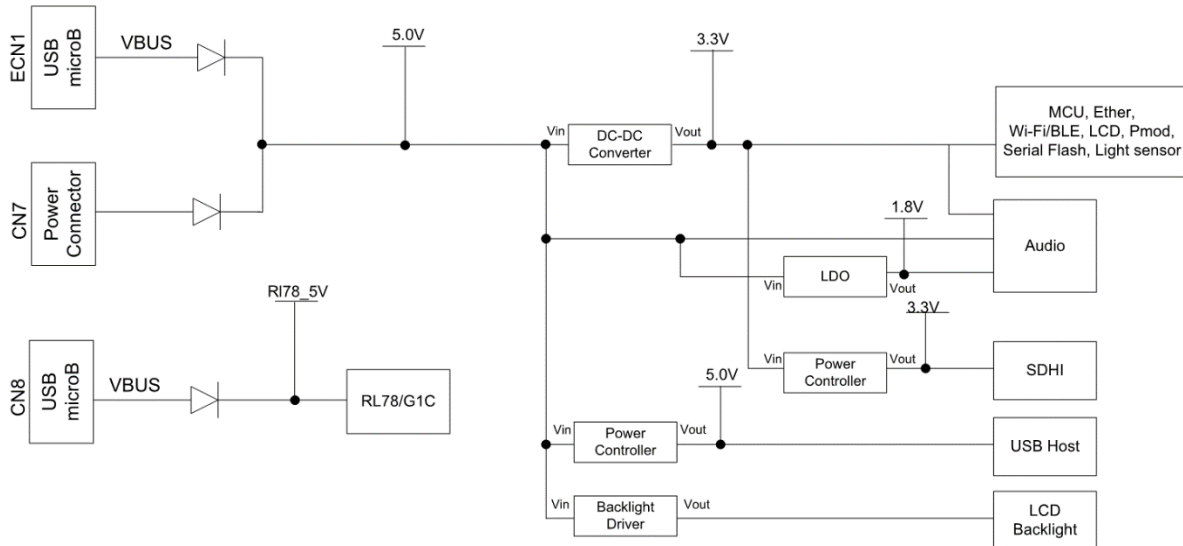 ECN1
USB
microB
VBUS
5.0V
3.3V
Vin
DC-DC
Converter
Vout
MCU, Ether,
Wi-Fi/BLE, LCD, Pmod,
Serial Flash, Light sensor
CN7
Power
Connector
1.8V
Audio
Vin
LDO
Vout
Rl78_5V
3.3V
CN8
USB
microB
VBUS
RL78/G1C
Vin
Power
Controller
Vout
SDHI
5.0V
Vin
Power
Controller
Vout
USB Host
Vin
Backlight
Driver
Vout
LCD
Backlight